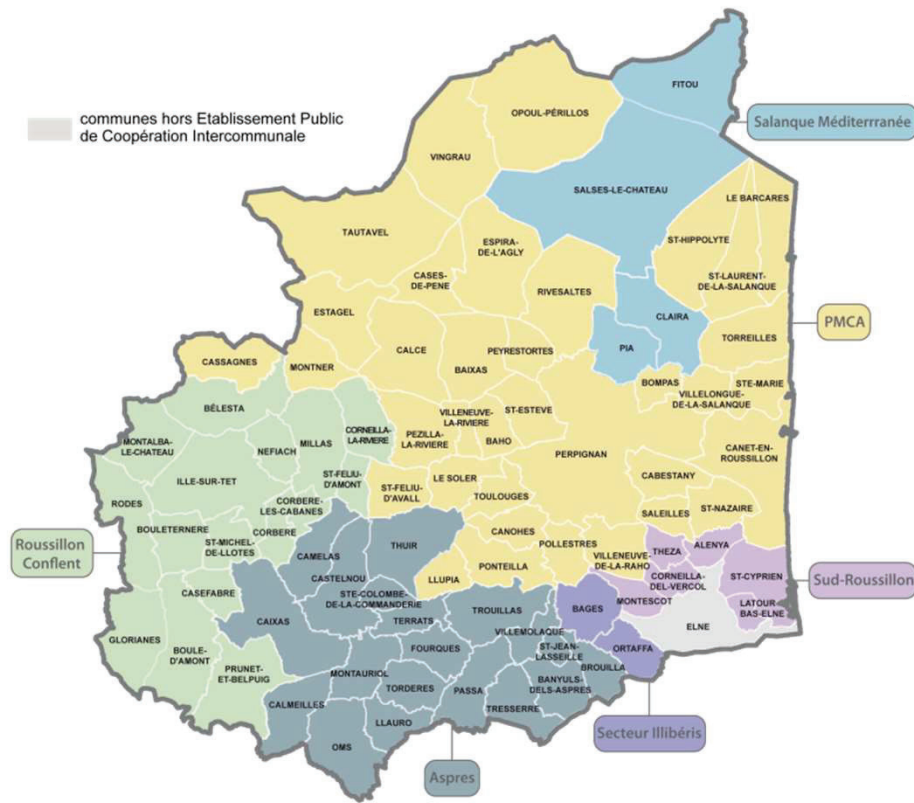 communes hors Etablissement Public
de Coopération Intercommunale
FITOU
Salanque Méditerrranée
OPOUL-PÉRILLOS
VINGRAU
SALSES-LE-CHATEAU
LE BARCARES
TAUTAVEL
ST-HIPPOLYTE
ESPIRA-
DE-L'AGLY
CASES-
DE-PENE
RIVESALTES
ST-LAURENT-
DE-LA-SALANQUE
ESTAGEL
CLAIRA
PMCA
TORREILLES
CALCE
PEYRESTORTES
PIA
CASSAGNES
MONTNER
BAIXAS
BOMPAS
STE-MARIE
VILLELONGUE-
DE-LA-SALANQUE
BÉLESTA
VILLENEUVE-
LA-RIVIERE
ST-ESTEVE
CORNEILLA-
LA-RIVIERE
PEZILLA-
LA-RIVIERE
BAHO
MONTALBA-
LE-CHATEAU
NEFIACH
MILLAS
PERPIGNAN
CANET-EN-
ROUSSILLON
ILLE-SUR-TET
ST-FELIU-
D'AMONT
ST-FELIU-
D'AVALL
LE SOLER
CABESTANY
TOULOUGES
RODES
CORBERE-
LES-CABANES
SALEILLES
ST-NAZAIRE
BOULETERNERE
CORBERE
CANOHES
ST-MICHEL-
DE-LLOTES
THUIR
POLLESTRES
Roussillon
Conflent
CAMELAS
VILLENEUVE-
DE-LA-RAHO
THEZA
ALENYA
PONTEILLA
CASTELNOU
LLUPIA
CORNEILLA-
DEL-VERCOL
ST-CYPRIEN
Sud-Roussillon
CASEFABRE
STE-COLOMBE-
DE-LA-COMMANDERIE
MONTESCOT
BAGES
TROUILLAS
LATOUR
BAS-ELNE
CAIXAS
TERRATS
ELNE
VILLEMOLAQUE
GLORIANES
FOURQUES
ST-JEAN-
LASSEILLE
ORTAFFA
BOULE-
D'AMONT
BROUILLA
PRUNET-
ET-BELPUIG
MONTAURIOL
BANYULS-
DELS-ASPRES
TORDERES
PASSA
CALMEILLES
TRESSERRE
LLAURO
Secteur Illibéris
OMS
Aspres